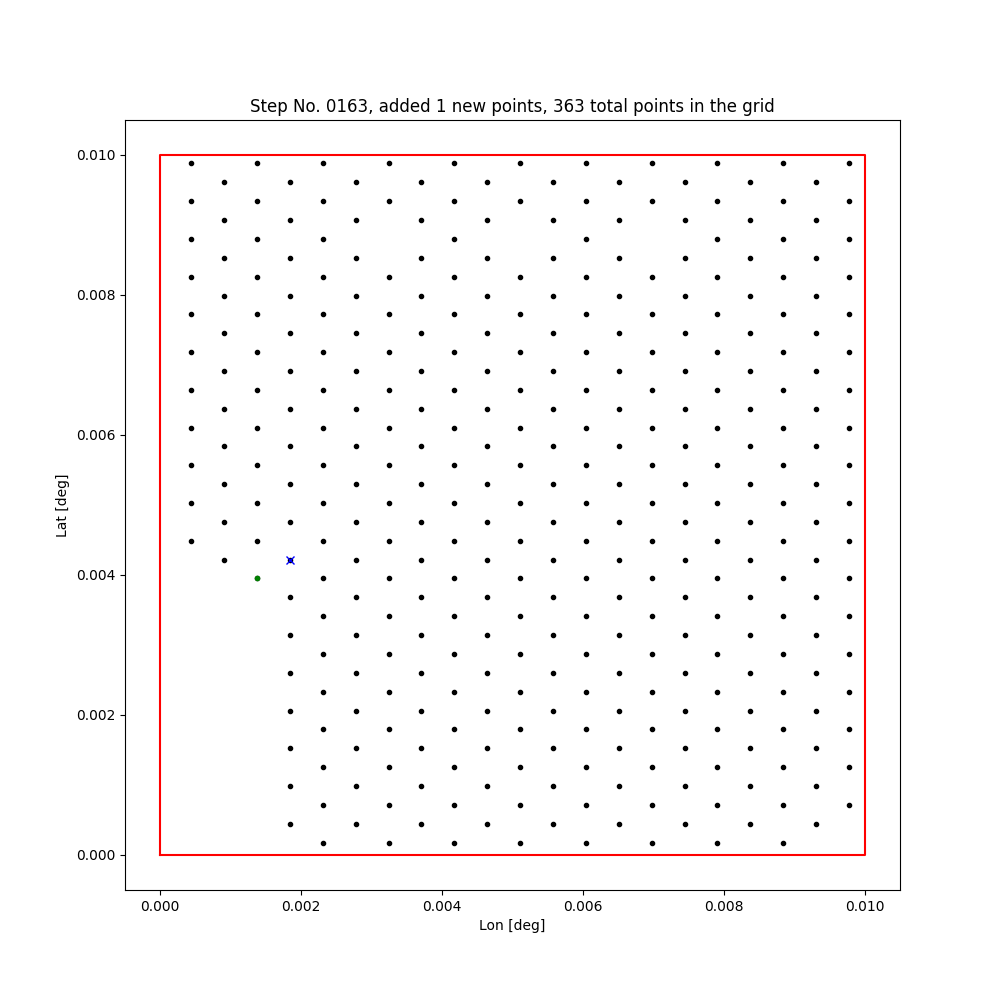 Step No. 0163, added 1 new points, 363 total points in the grid
0.010
0.008
0.006
0.004
0.002
0.000
Lat [deg]
0.000 0.002 0.004 0.006 0.008 0.010
Lon [deg]